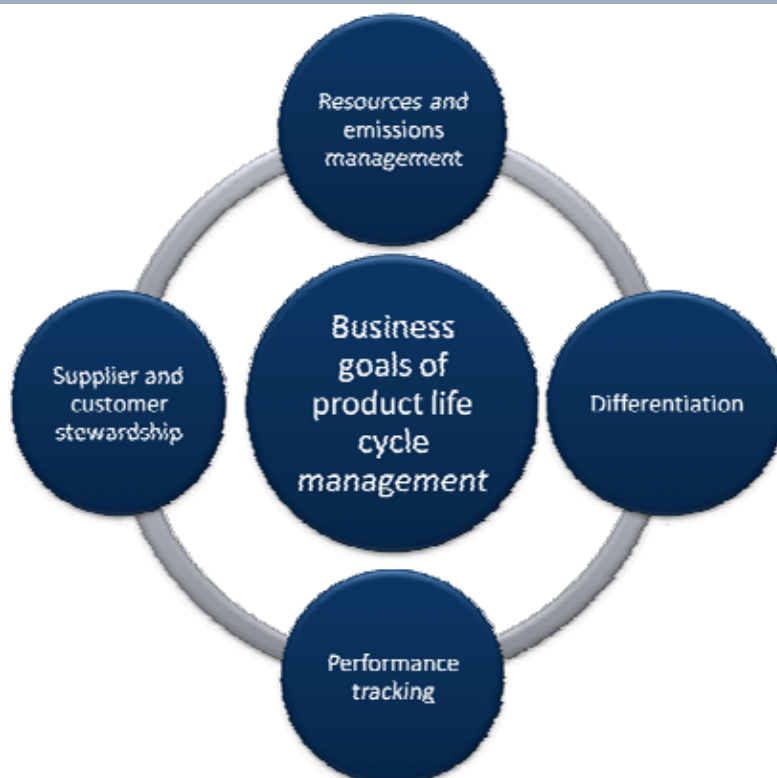 Resources and
emissions
management
Business
goals of
product life
cycle
management
Supplier and
customer
stewardship
Differentiation
Performance
tracking